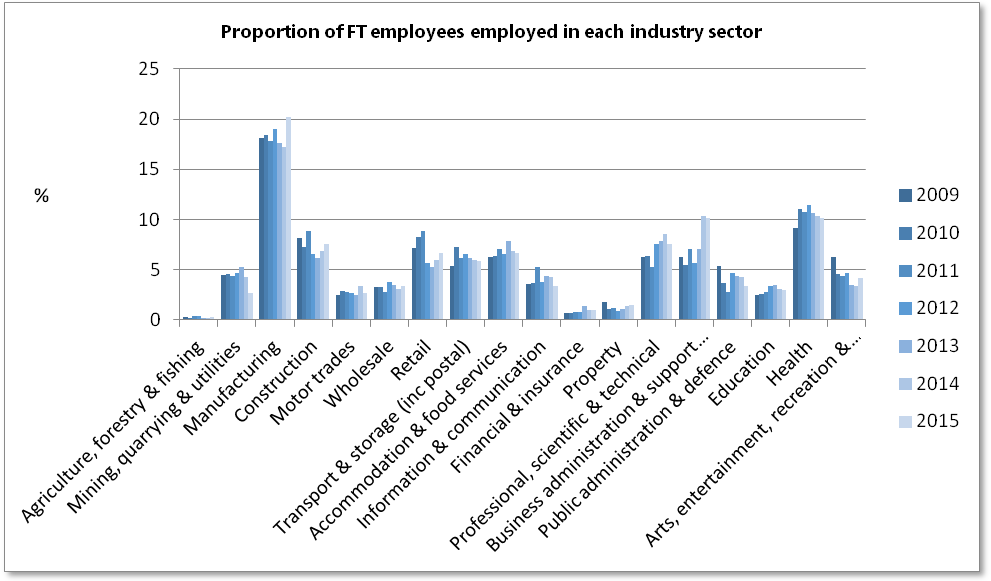 Proportion of FT employees employed in each industry sector
25
20
15
10
5
0
%
Agriculture, forestry & fishing
Mining, quarrying & utilities
Manufacturing
Construction
Motor trades
Wholesale
Retail
Transport & storage (inc postal)
Accommodation & food services
Information & communication
Financial & insurance
Property
Professional, scientific & technical
Business administration & support...
Public administration & defence
Education
Health
Arts, entertainment, recreation &...
2009
2010
2011
2012
2013
2014
2015